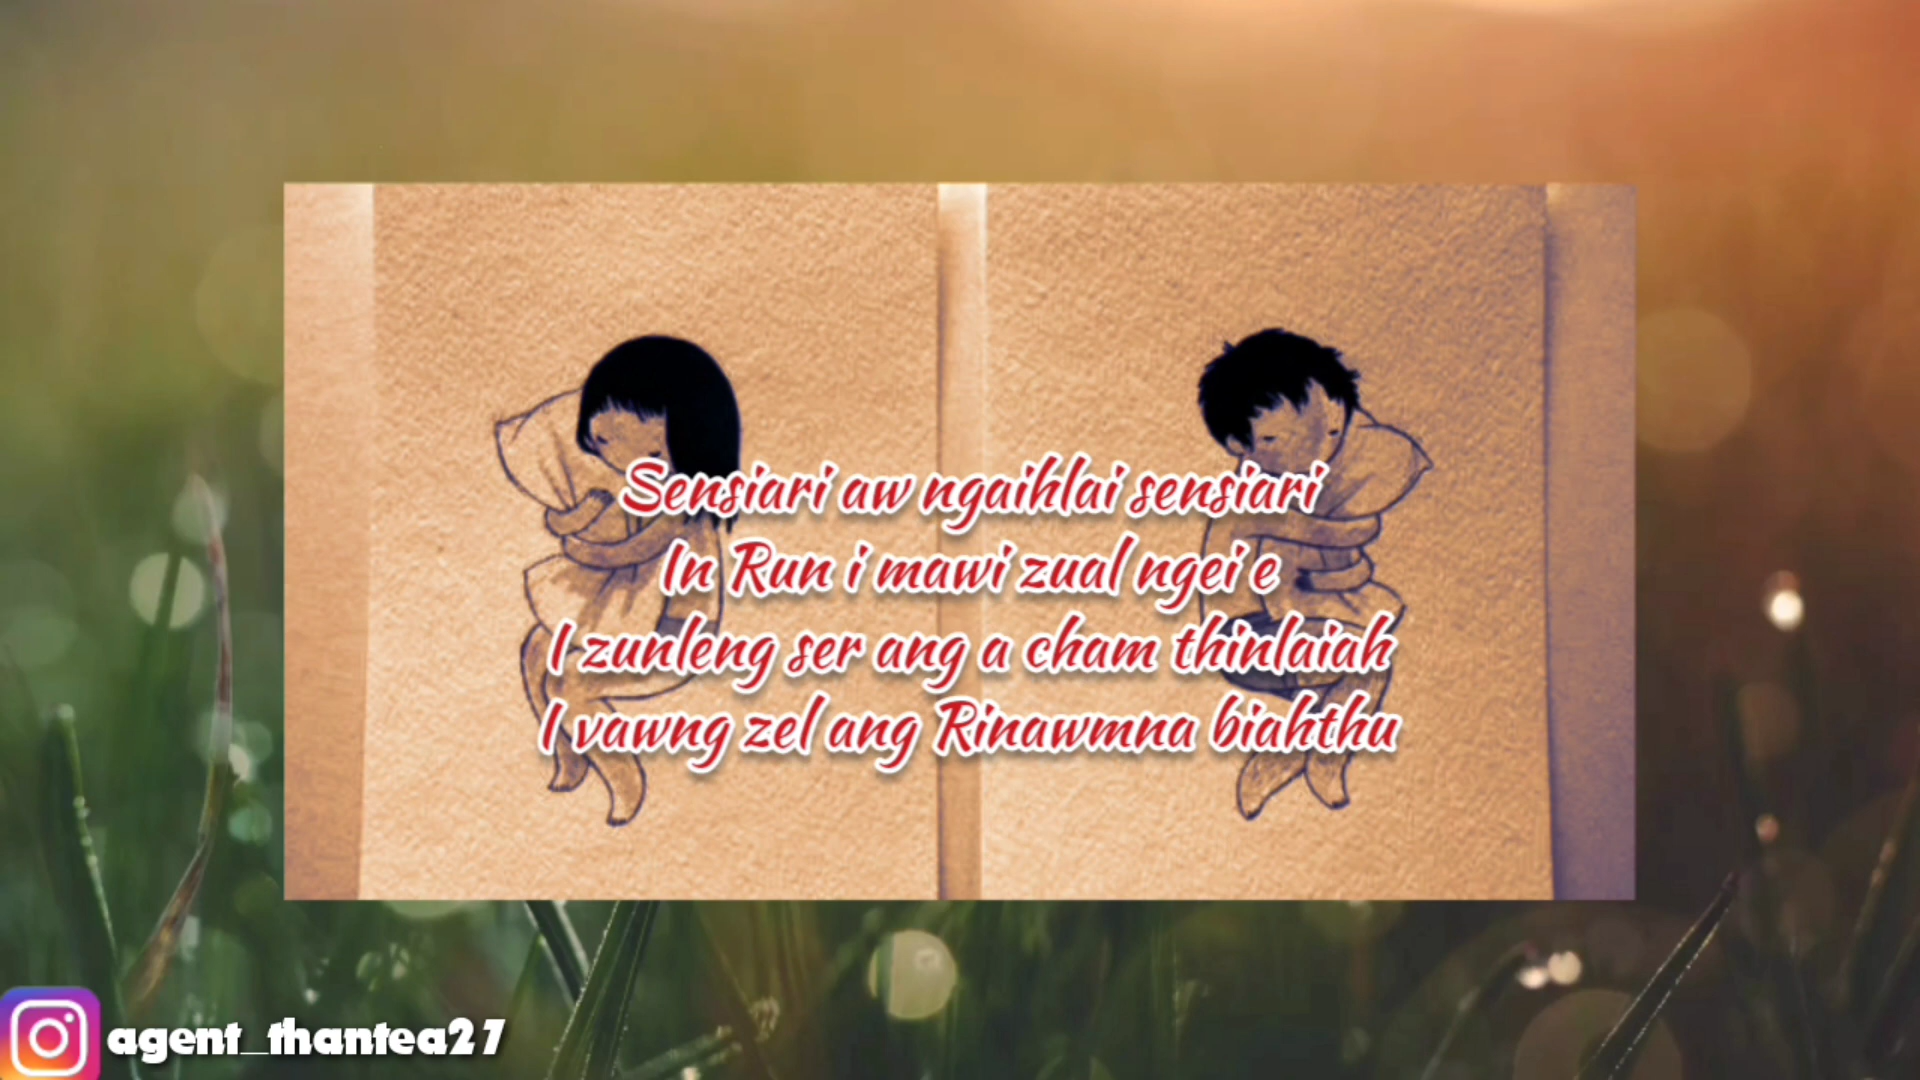 Sensiari aw ngaihlai sensiari
In Run i mawi zual ngei e
I zunleng ser ang a cham thinlaiah
I vawng zel ang Rinawmna biahthu
agent_thantea27